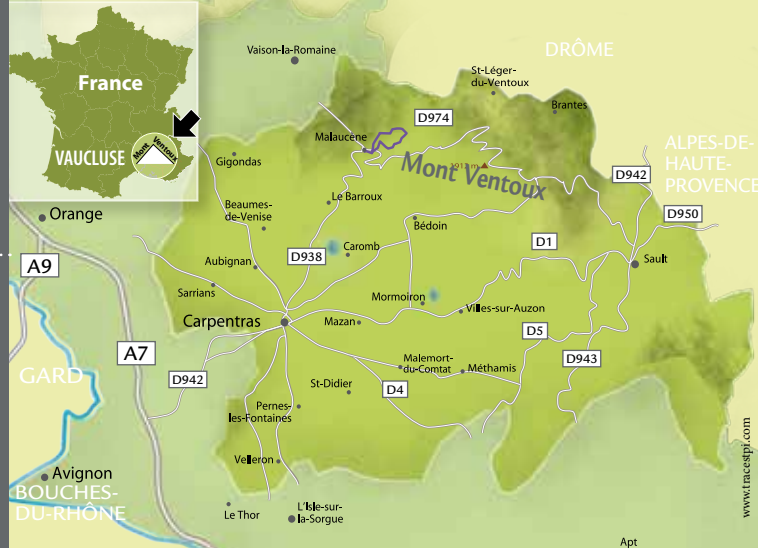 France
VAUCLUSE
Mont Ventoux
Vaison-la-Romaine
DRÔME
St-Léger-
du-Ventoux
Brantes
D974
Malaucène
Gigondas
ALPES-DE-
HAUTE-
PROVENCE
D942
Mont Ventoux
Le Barroux
Beaumes-
de-Venise
Orange
Bédoin
D950
D1
A9
D938
Caromb
Aubignan
Sault
Sarrians
Mormoiron
Villes-sur-Auzon
Carpentras
Mazan
D5
A7
D943
Malemort-
du-Comtat
Méthamis
GARD
D942
St-Didier
D4
Pernes-
les-Fontaines
Velleron
Avignon
BOUCHES-
DU-RHÔNE
Le Thor
L'Isle-sur-
la-Sorgue
Apt
www.tracestpi.com